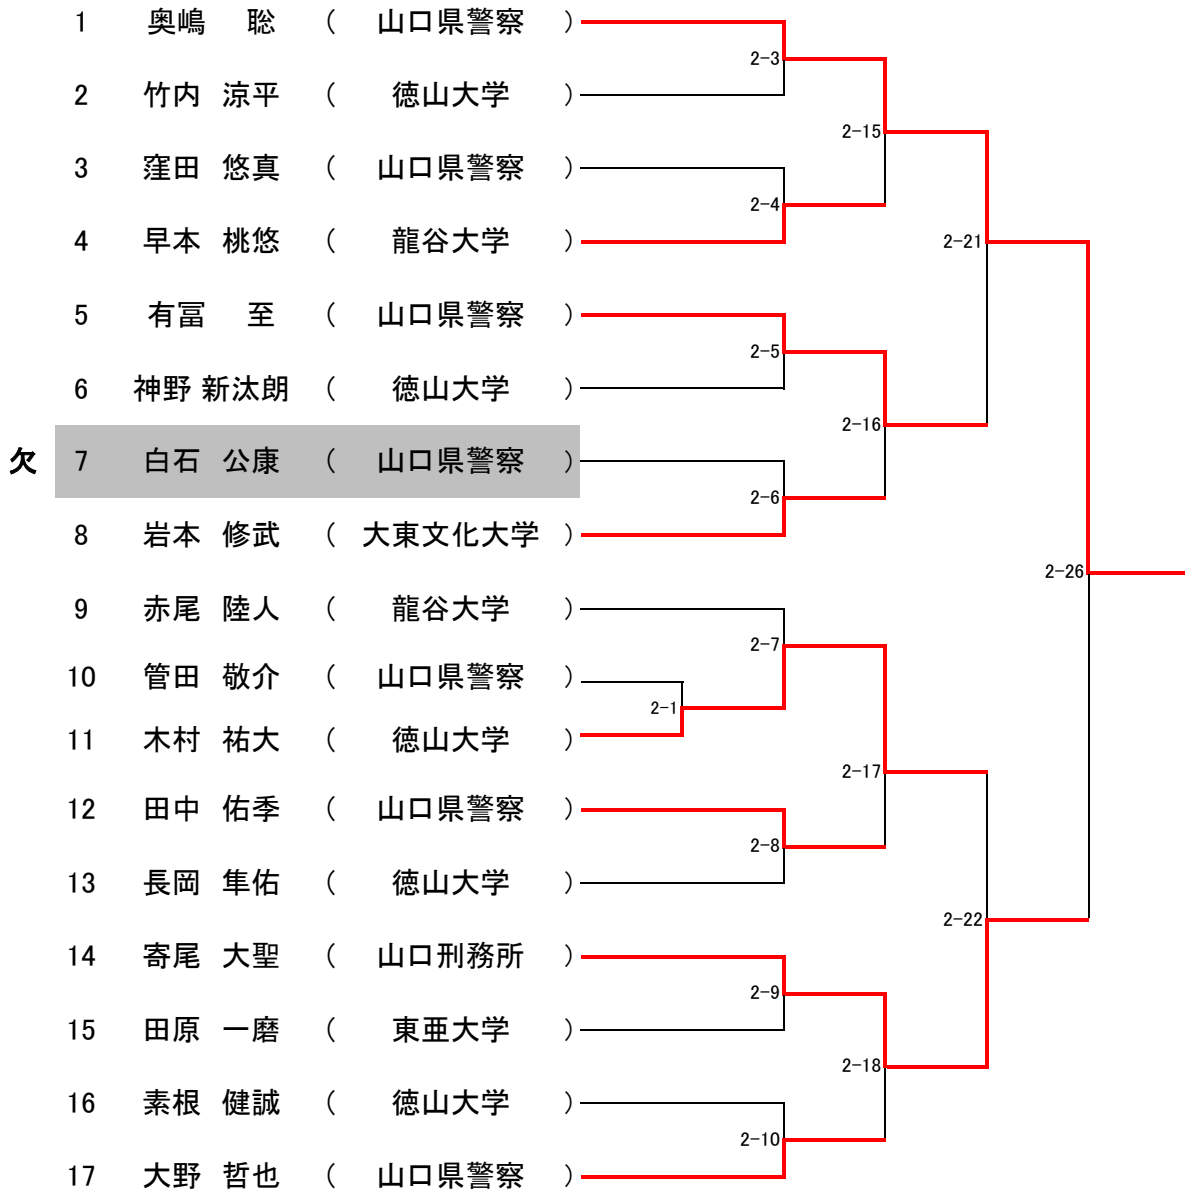 1 奥嶋 聡 ( 山口県警察 )
2-3
2 竹内 涼平 ( 徳山大学 )
2-15
3 窪田 悠真 ( 山口県警察 )
2-4
4 早本 桃悠 ( 龍谷大学 )
2-21
5 有冨 至 ( 山口県警察 )
2-5
6 神野 新汰朗 ( 徳山大学 )
2-16
欠 7 白石 公康 ( 山口県警察 )
2-6
8 岩本 修武 ( 大東文化大学 )
2-26
9 赤尾 陸人 ( 龍谷大学 )
2-7
10 管田 敬介 ( 山口県警察 )
2-1
11 木村 祐大 ( 徳山大学 )
2-17
12 田中 佑季 ( 山口県警察 )
2-8
13 長岡 隼佑 ( 徳山大学 )
2-22
14 寄尾 大聖 ( 山口刑務所 )
2-9
15 田原 一磨 ( 東亜大学 )
2-18
16 素根 健誠 ( 徳山大学 )
2-10
17 大野 哲也 ( 山口県警察 )